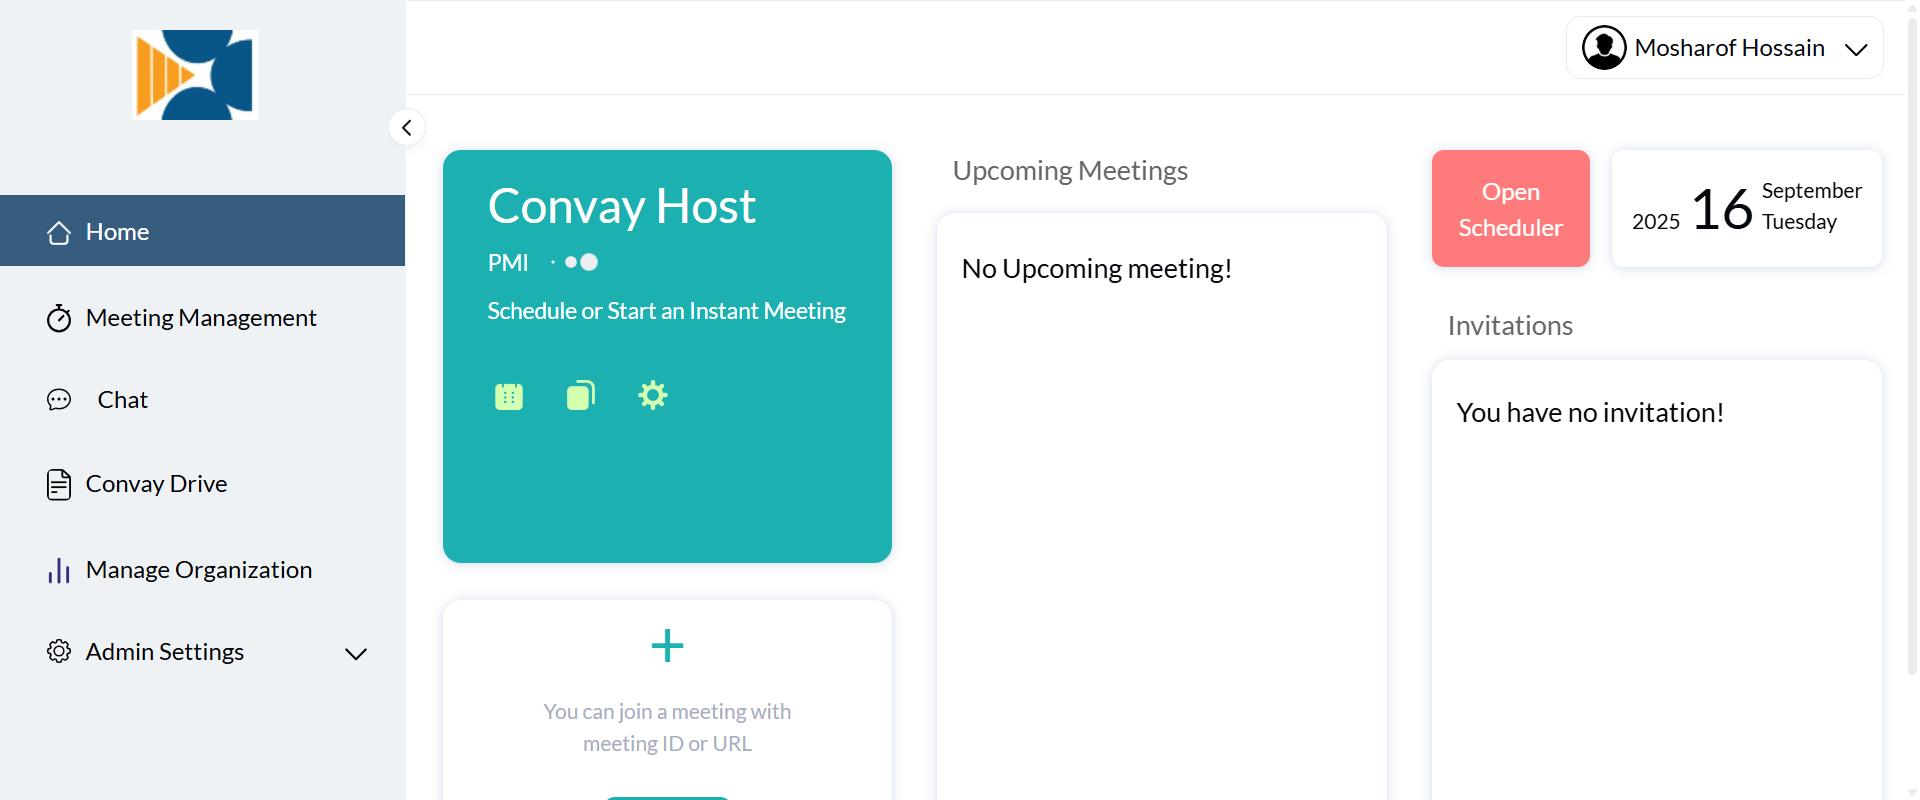 Mosharof Hossain
Home
Meeting Management
Chat
Convay Drive
Manage Organization
Admin Settings
Convay Host
PMI
Schedule or Start an Instant Meeting
You can join a meeting with
meeting ID or URL
Upcoming Meetings
No Upcoming meeting!
Open
Scheduler
2025 16 September
Tuesday
Invitations
You have no invitation!